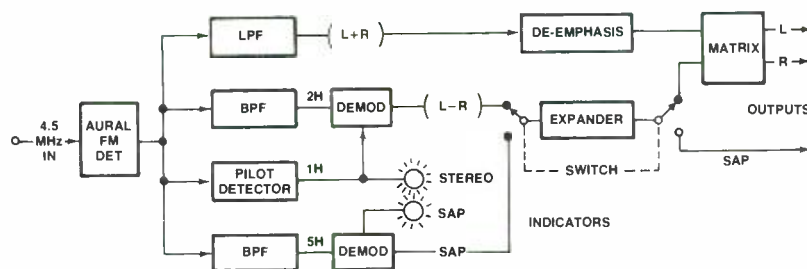 LPF
( L+R )
DE-EMPHASIS
MATRIX
L
R
4.5
MHz
IN
AURAL
FM
DET
BPF
2H
DEMOD
( L–R )
EXPANDER
OUTPUTS
SWITCH
SAP
PILOT
DETECTOR
1H
STEREO
SAP
INDICATORS
BPF
5H
DEMOD
SAP